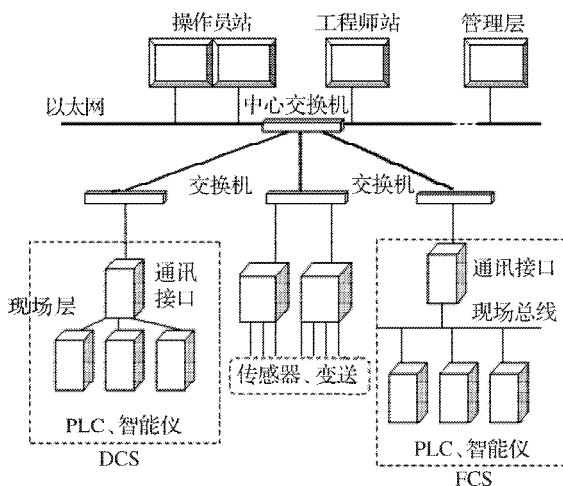 操作员站
工程师站
管理层
以太网
中心交换机
交换机
交换机
通讯
接口
现场层
PLC、智能仪
DCS
传感器、变送
通讯接口
现场总线
PLC、智能仪
FCS